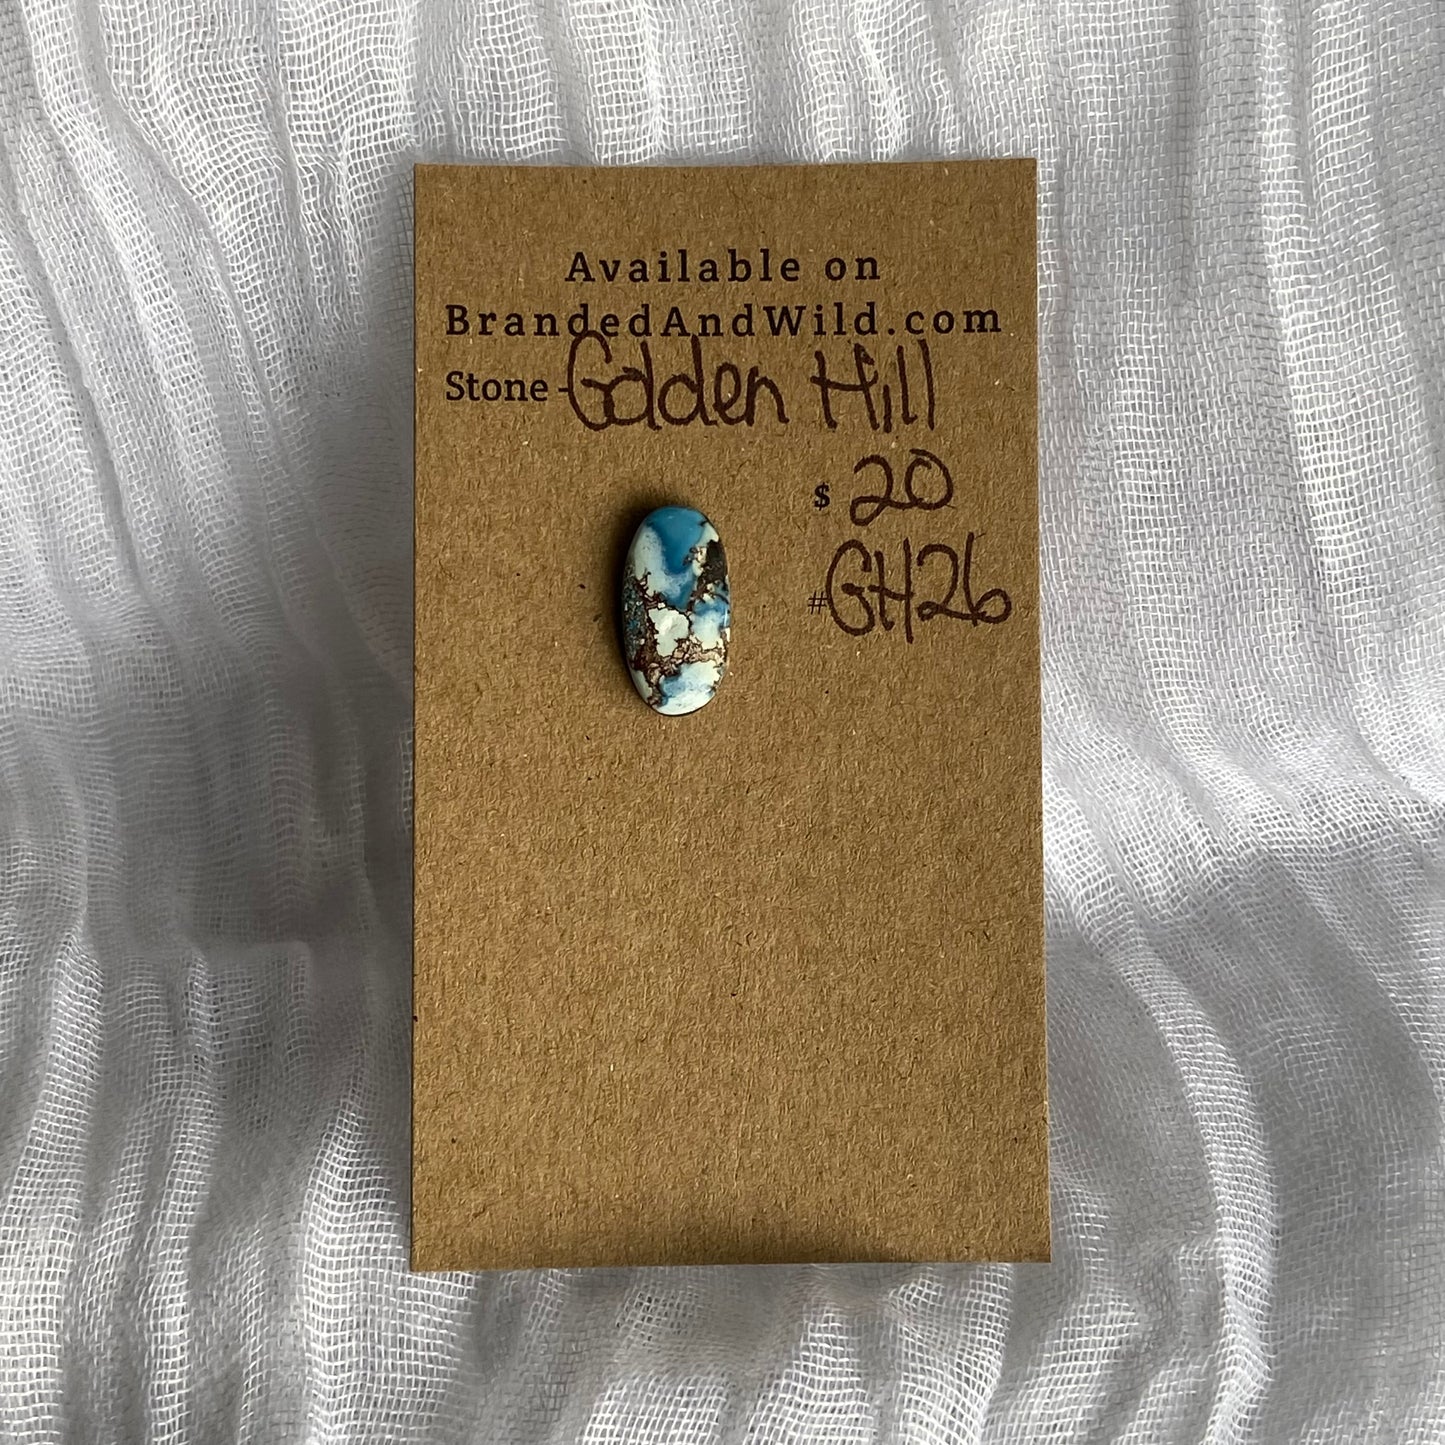 Available on
BrandedAndWild.com
Stone - Golden Hill
$ 20
#GH26